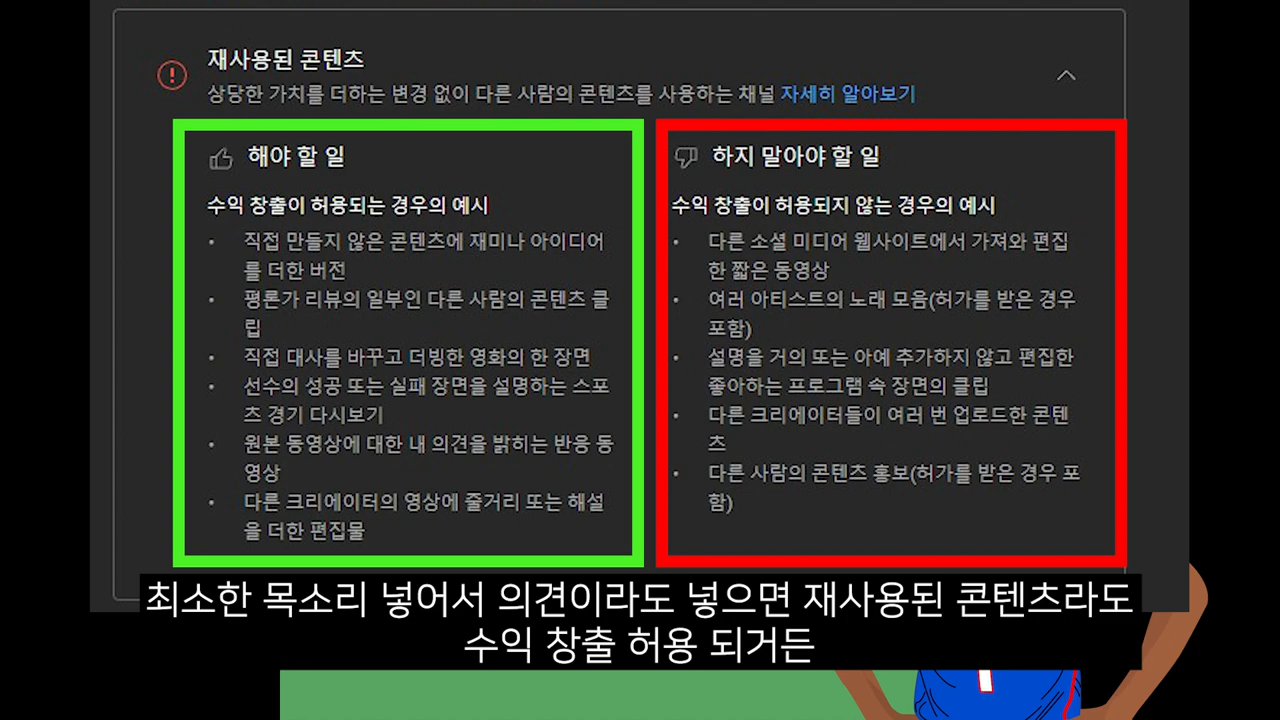 재사용된 콘텐츠
상당한 가치를 더하는 변경 없이 다른 사람의 콘텐츠를 사용하는 채널 자세히 알아보기
해야 할 일
수익 창출이 허용되는 경우의 예시
• 직접 만들지 않은 콘텐츠에 재미나 아이디어
를 더한 버전
• 평론가 리뷰의 일부인 다른 사람의 콘텐츠 클
립
• 직접 대사를 바꾸고 더빙한 영화의 한 장면
• 선수의 성공 또는 실패 장면을 설명하는 스포
츠 경기 다시보기
• 원본 동영상에 대한 내 의견을 밝히는 반응 동
영상
• 다른 크리에이터의 영상에 줄거리 또는 해설
을 더한 편집물
하지 말아야 할 일
수익 창출이 허용되지 않는 경우의 예시
• 다른 소셜 미디어 웹사이트에서 가져와 편집
한 짧은 동영상
• 여러 아티스트의 노래 모음(허가를 받은 경우
포함)
• 설명을 거의 또는 아예 추가하지 않고 편집한
좋아하는 프로그램 속 장면의 클립
• 다른 크리에이터들이 여러 번 업로드한 콘텐
츠
• 다른 사람의 콘텐츠 홍보(허가를 받은 경우 포
함)
최소한 목소리 넣어서 의견이라도 넣으면 재사용된 콘텐츠라도
수익 창출 허용 되거든